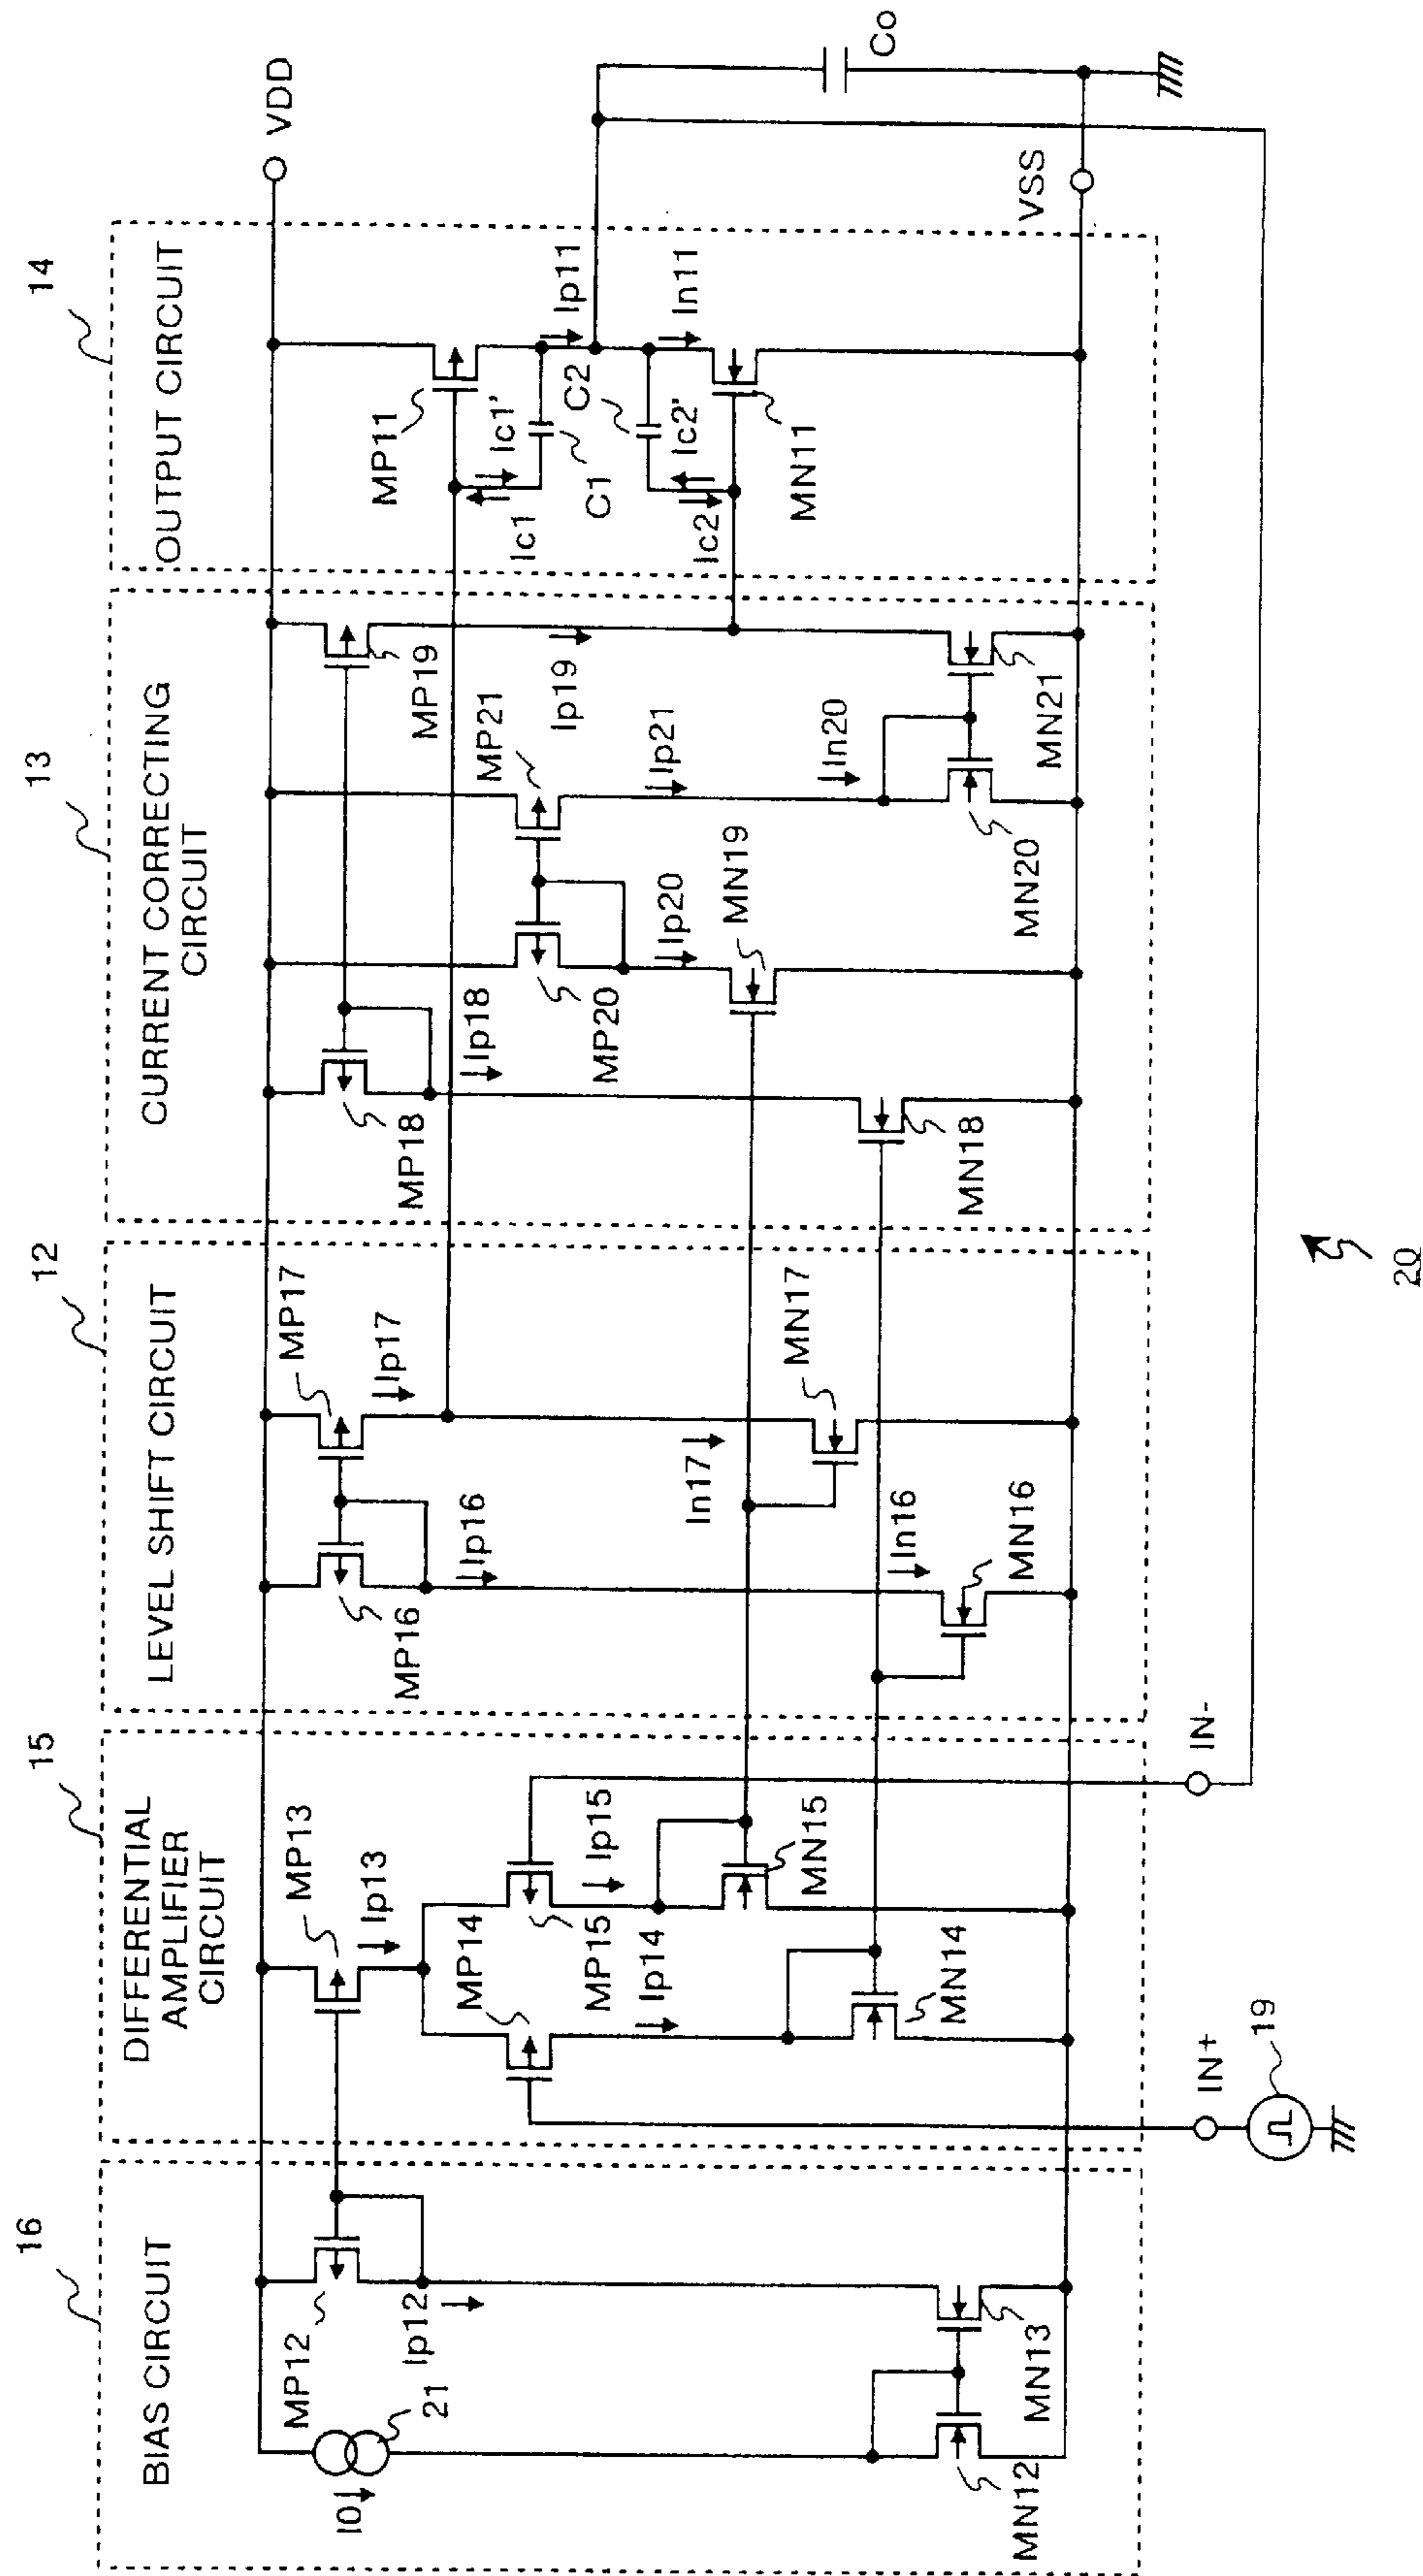 16
BIAS CIRCUIT
MP12
Ip12
I0
21
MN12
MN13
15
DIFFERENTIAL
AMPLIFIER
CIRCUIT
MP13
Ip13
MP14
MP15
Ip15
Ip14
MN15
MN14
IN+
19
IN-
12
LEVEL SHIFT CIRCUIT
MP16
MP17
Ip17
Ip16
In17
MN17
In16
MN16
13
CURRENT CORRECTING
CIRCUIT
MP18
Ip18
MP19
MP20
MP21
Ip19
Ip20
Ip21
MN19
MN18
In20
MN20
MN21
14
OUTPUT CIRCUIT
MP11
Ic1
Ic1'
C1
Ip11
C2
Ic2'
Ic2
In11
MN11
VDD
VSS
Co
20